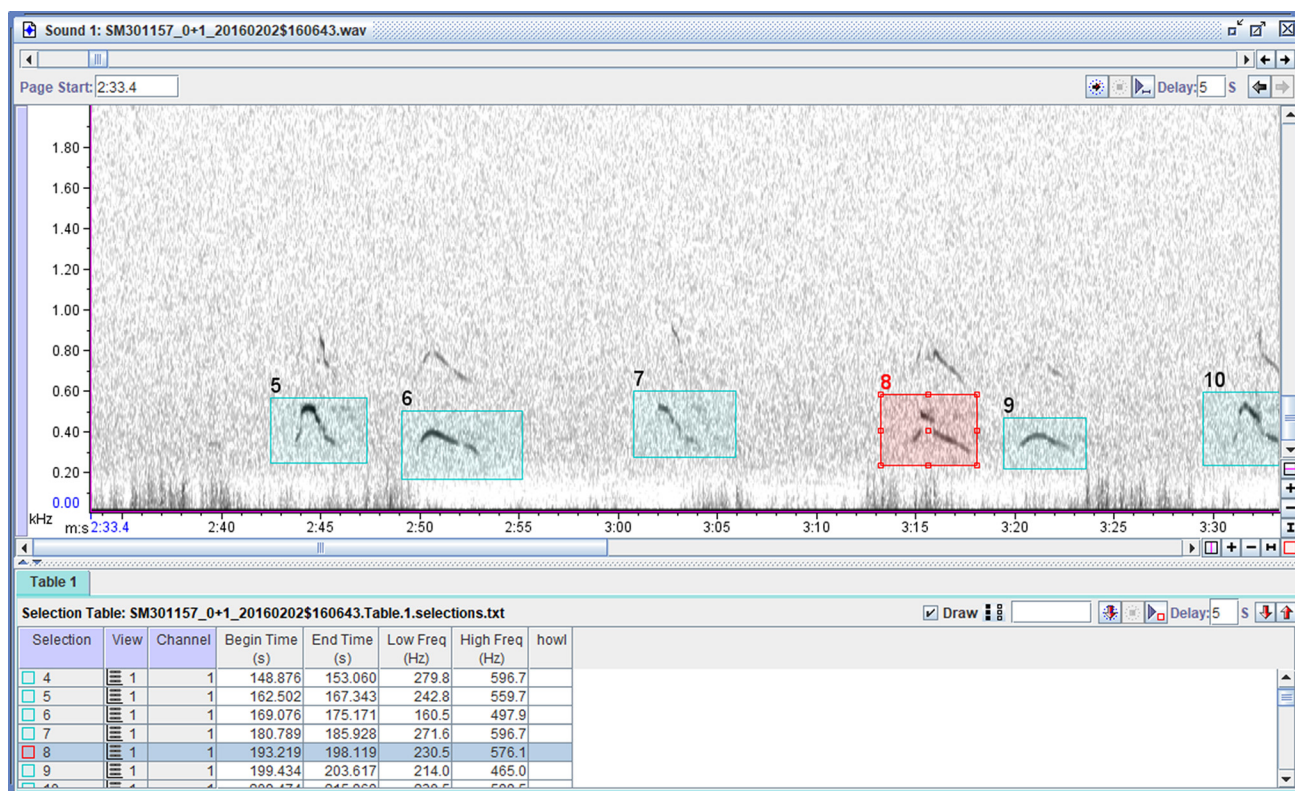 Sound 1: SM301157_0+1_20160202$160643.wav
Page Start: 2:33.4
Delay: 5 S
1.80
1.60
1.40
1.20
1.00
0.80
0.60
0.40
0.20
0.00
kHz
5
6
7
8
9
10
m:s 2:33.4 2:40 2:45 2:50 2:55 3:00 3:05 3:10 3:15 3:20 3:25 3:30
Table 1
Selection Table: SM301157_0+1_20160202$160643.Table.1.selections.txt
Draw
Delay: 5 S
Selection View Channel Begin Time (s) End Time (s) Low Freq (Hz) High Freq (Hz) howl
4 1 1 148.876 153.060 279.8 596.7
5 1 1 162.502 167.343 242.8 559.7
6 1 1 169.076 175.171 160.5 497.9
7 1 1 180.789 185.928 271.6 596.7
8 1 1 193.219 198.119 230.5 576.1
9 1 1 199.434 203.617 214.0 465.0